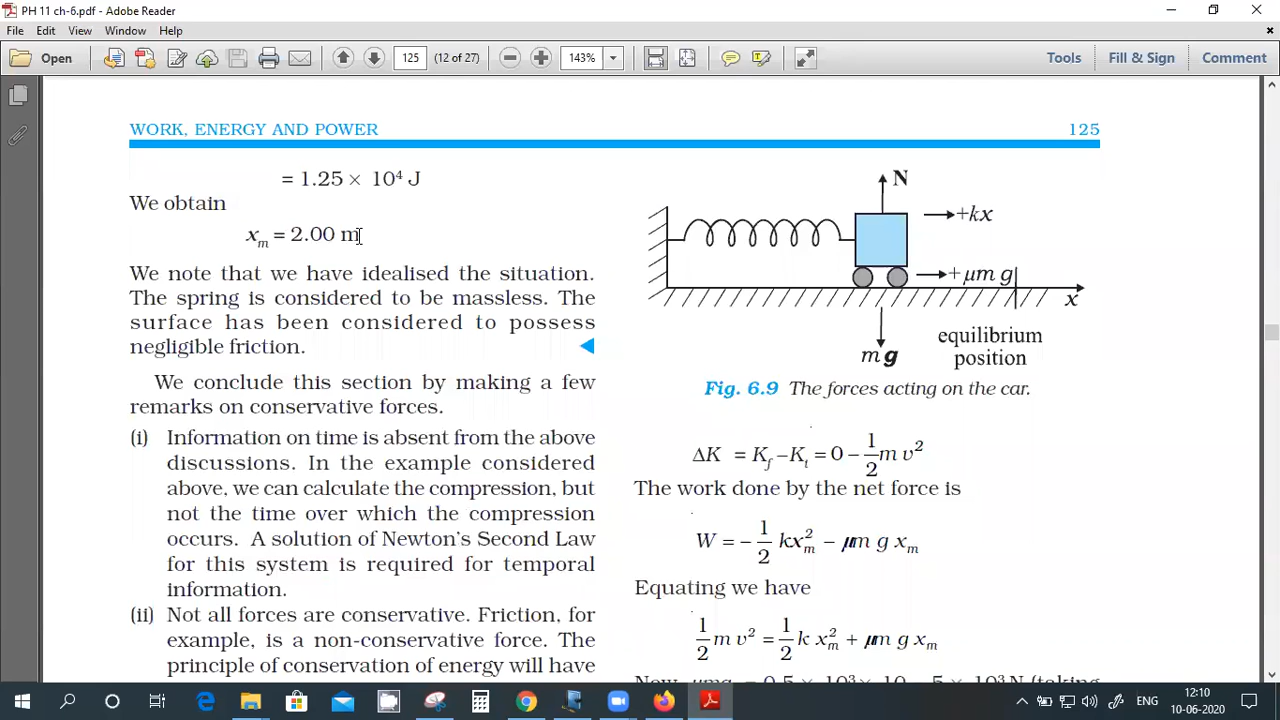 PH 11 ch-6.pdf - Adobe Reader
File Edit View Window Help
Open 125 (12 of 27) 143% Tools Fill & Sign Comment
WORK, ENERGY AND POWER 125
= 1.25 × 10⁴ J
We obtain
xₘ = 2.00 m
We note that we have idealised the situation.
The spring is considered to be massless. The
surface has been considered to possess
negligible friction.
We conclude this section by making a few
remarks on conservative forces.
(i) Information on time is absent from the above
discussions. In the example considered
above, we can calculate the compression, but
not the time over which the compression
occurs. A solution of Newton's Second Law
for this system is required for temporal
information.
(ii) Not all forces are conservative. Friction, for
example, is a non-conservative force. The
principle of conservation of energy will have
N
+kx
+μm g
x
equilibrium
position
mg
Fig. 6.9 The forces acting on the car.
ΔK = K_f − K_i = 0 − 1/2 m v²
The work done by the net force is
W = − 1/2 kxₘ² − μm g xₘ
Equating we have
1/2 m v² = 1/2 k xₘ² + μm g xₘ
ENG
12:10
10-06-2020